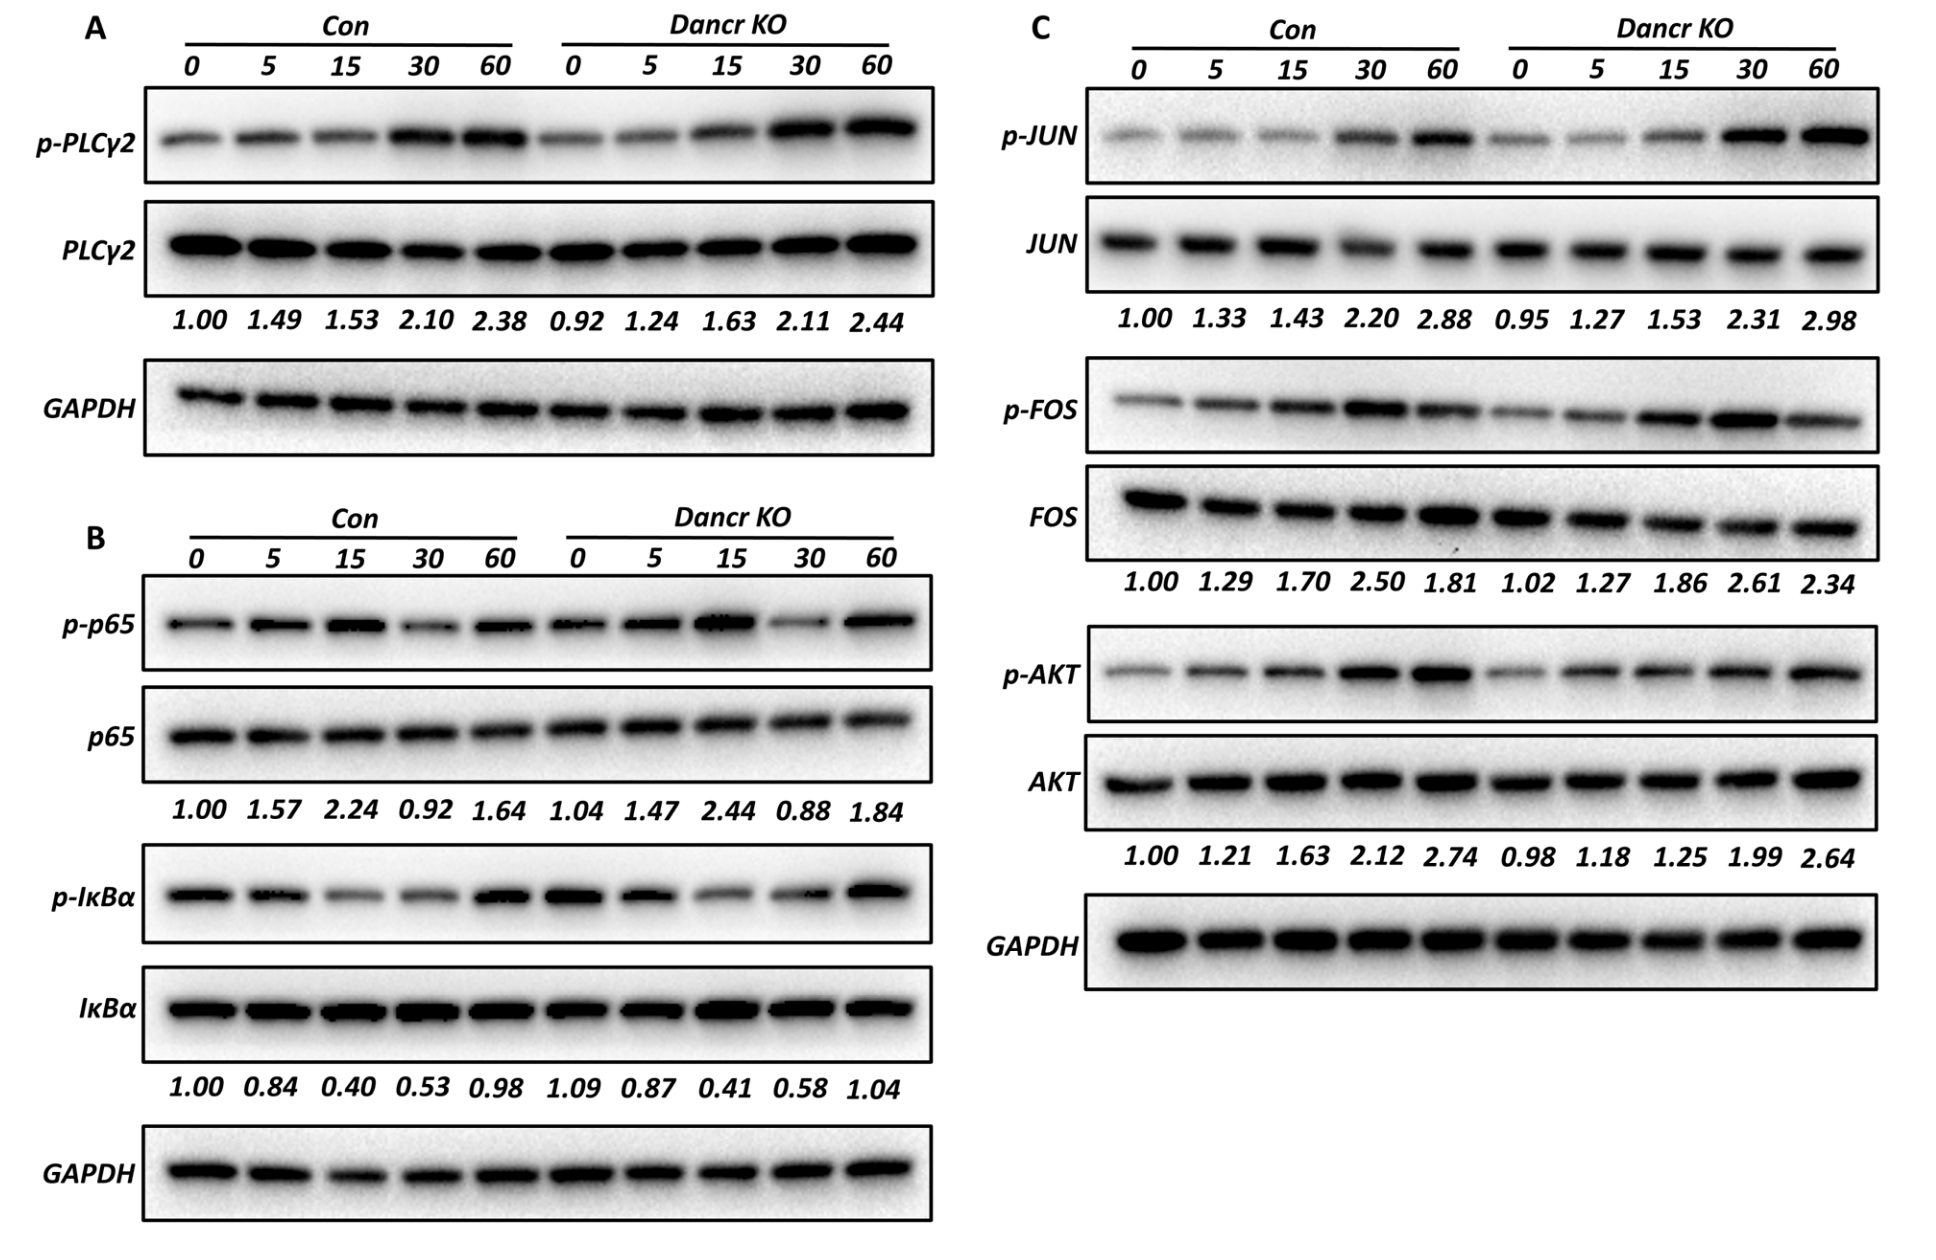 A
Con Dancr KO
0 5 15 30 60 0 5 15 30 60
p-PLCγ2
PLCγ2
1.00 1.49 1.53 2.10 2.38 0.92 1.24 1.63 2.11 2.44
GAPDH
B
Con Dancr KO
0 5 15 30 60 0 5 15 30 60
p-p65
p65
1.00 1.57 2.24 0.92 1.64 1.04 1.47 2.44 0.88 1.84
p-IκBα
IκBα
1.00 0.84 0.40 0.53 0.98 1.09 0.87 0.41 0.58 1.04
GAPDH
C
Con Dancr KO
0 5 15 30 60 0 5 15 30 60
p-JUN
JUN
1.00 1.33 1.43 2.20 2.88 0.95 1.27 1.53 2.31 2.98
p-FOS
FOS
1.00 1.29 1.70 2.50 1.81 1.02 1.27 1.86 2.61 2.34
p-AKT
AKT
1.00 1.21 1.63 2.12 2.74 0.98 1.18 1.25 1.99 2.64
GAPDH